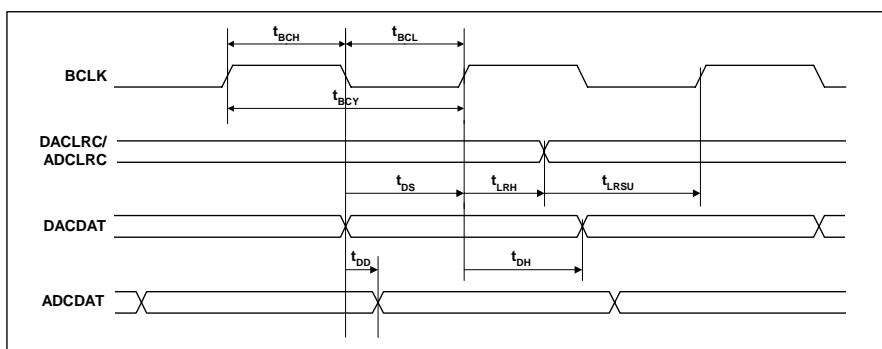 tBCH
tBCL
BCLK
tBCY
DACLRC/
ADCLRC
tDS
tLRH
tLRSU
DACDAT
tDD
tDH
ADCDAT